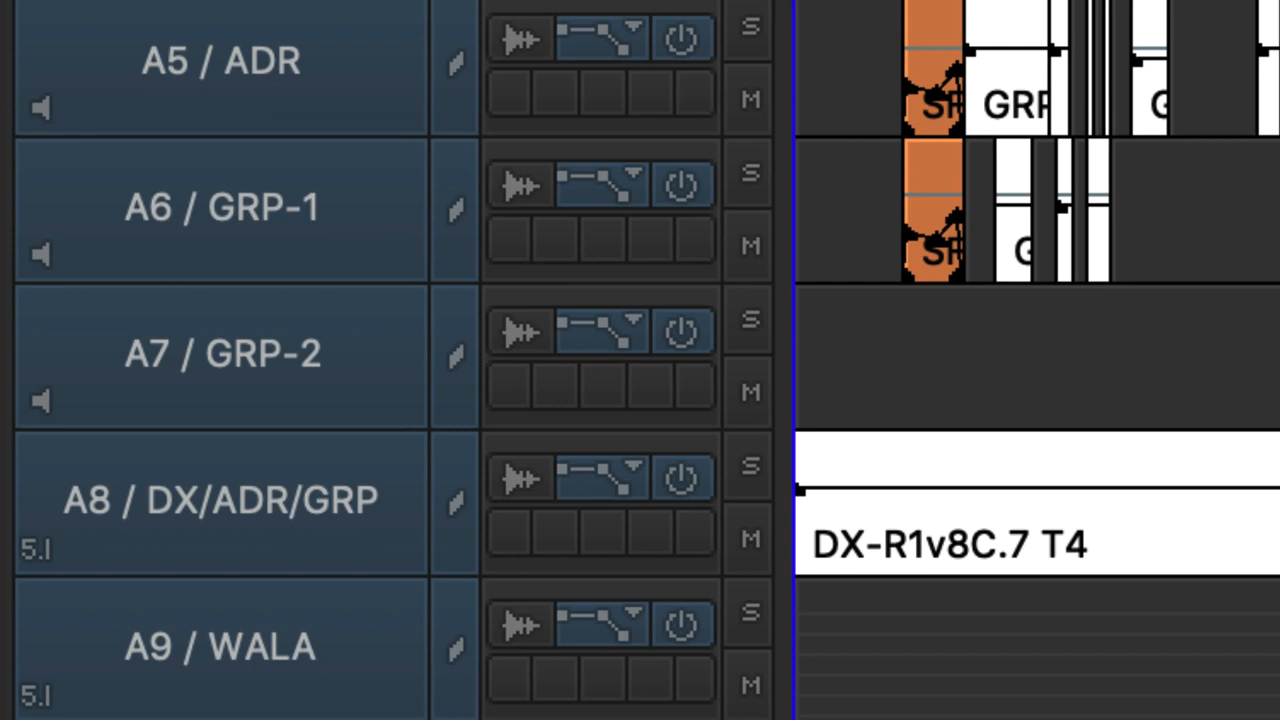 A5 / ADR
S
M
GRP
A6 / GRP-1
S
M
G
A7 / GRP-2
S
M
A8 / DX/ADR/GRP
5.1
S
M
DX-R1v8C.7 T4
A9 / WALA
5.1
S
M